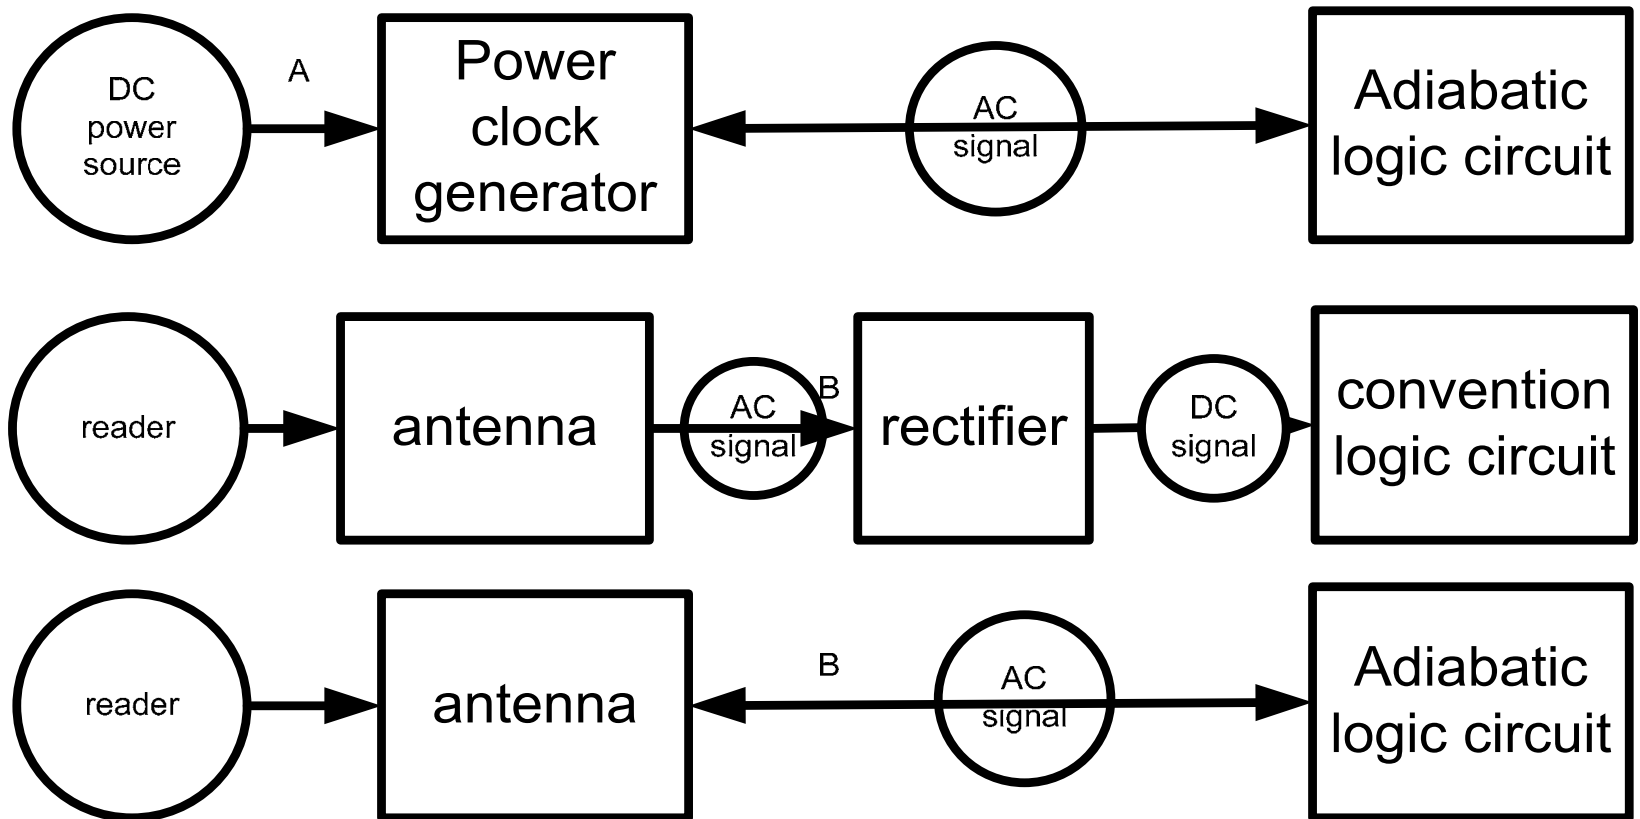 DC
power
source
A
Power
clock
generator
AC
signal
Adiabatic
logic circuit
reader
antenna
AC
signal
B
rectifier
DC
signal
convention
logic circuit
reader
antenna
B
AC
signal
Adiabatic
logic circuit